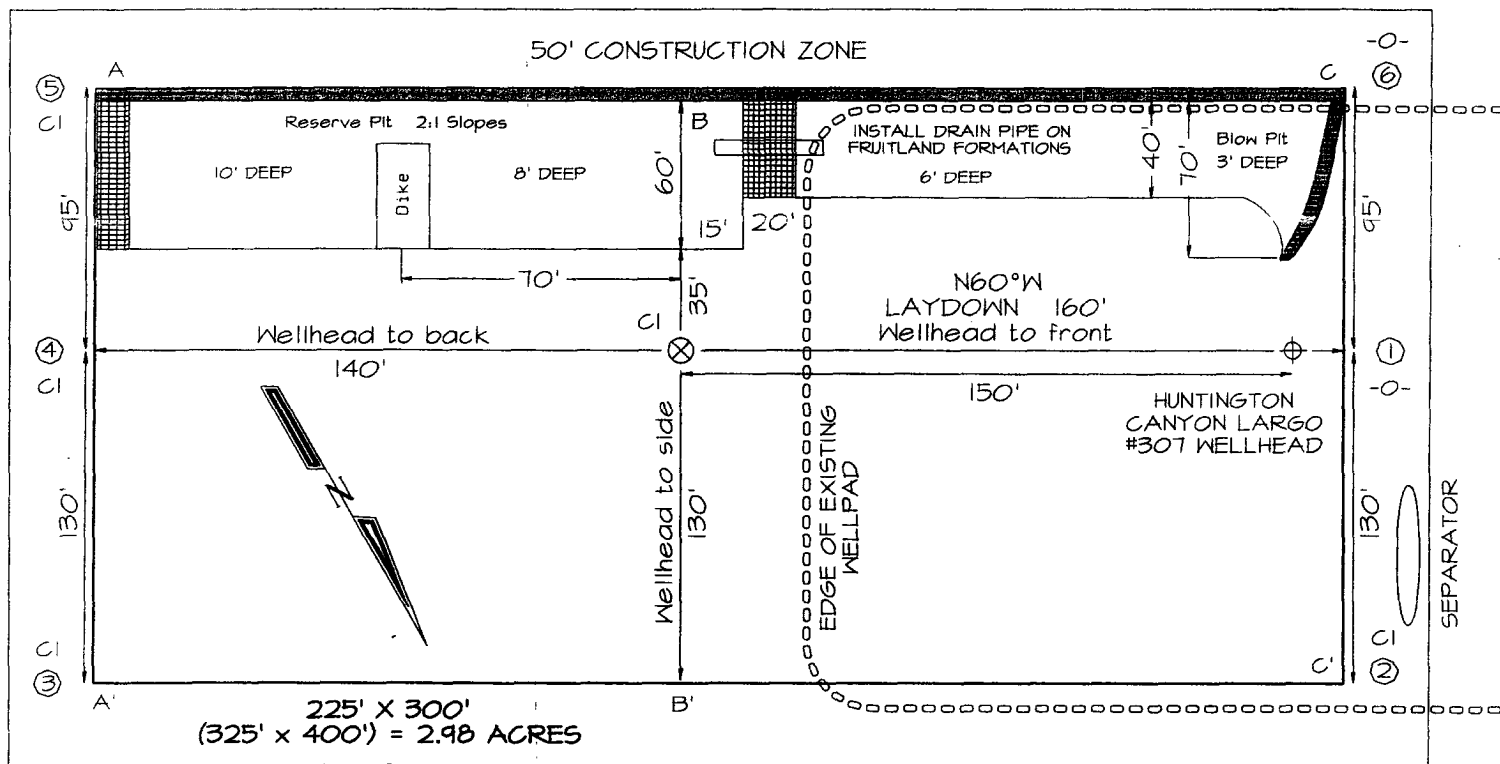 50' CONSTRUCTION ZONE
-0-
A
C
5
6
C1
Reserve Pit 2:1 Slopes
B
INSTALL DRAIN PIPE ON
FRUITLAND FORMATIONS
Blow Pit
3' DEEP
10' DEEP
Dike
8' DEEP
60'
6' DEEP
40'
70'
95'
95'
15'
20'
70'
35'
N60°W
LAYDOWN 160'
Wellhead to front
C1
Wellhead to back
4
1
140'
C1
150'
-0-
HUNTINGTON
CANYON LARGO
#307 WELLHEAD
N
Wellhead to side
130'
130'
EDGE OF EXISTING
WELLPAD
130'
SEPARATOR
C1
C1
3
C'
2
A'
B'
225' X 300'
(325' x 400') = 2.98 ACRES